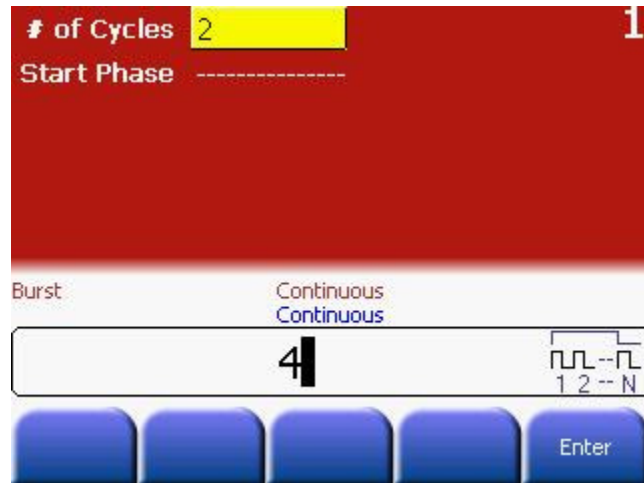 # of Cycles 2 1
Start Phase ---------------
Burst Continuous
Continuous
4
1 2 -- N
Enter